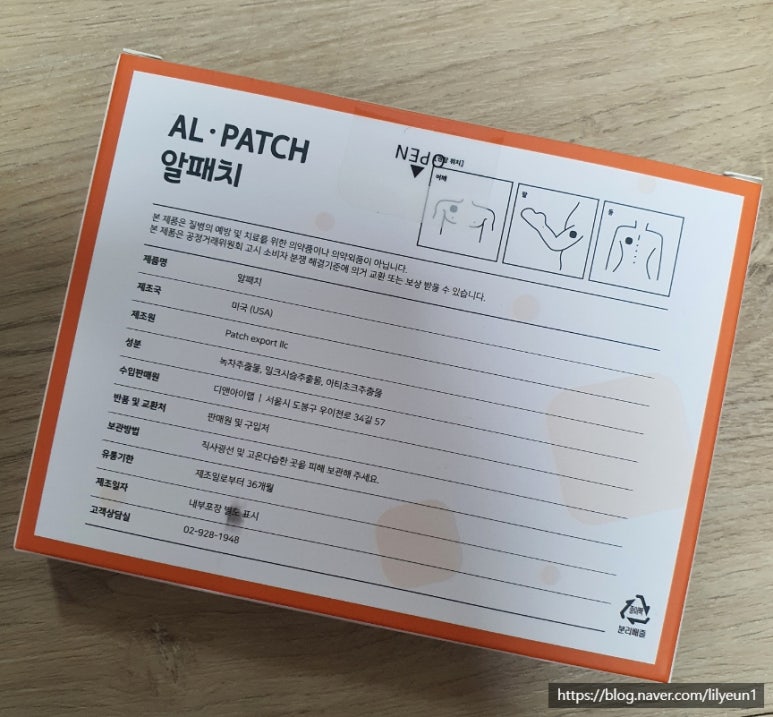 AL·PATCH
알패치
OPEN
어깨
팔
등
본 제품은 질병의 예방 및 치료를 위한 의약품이나 의약외품이 아닙니다.
본 제품은 공정거래위원회 고시 소비자 분쟁 해결기준에 의거 교환 또는 보상 받을 수 있습니다.
제품명 알패치
제조국 미국 (USA)
제조원 Patch export llc
성분 녹차추출물, 밀크시슬추출물, 아티초크추출물
수입판매원 디앤아이랩 | 서울시 도봉구 우이천로 34길 57
반품 및 교환처 판매원 및 구입처
보관방법 직사광선 및 고온다습한 곳을 피해 보관해 주세요.
유통기한 제조일로부터 36개월
제조일자 내부포장 별도 표시
고객상담실 02-928-1948
분리배출
https://blog.naver.com/lilyeun1